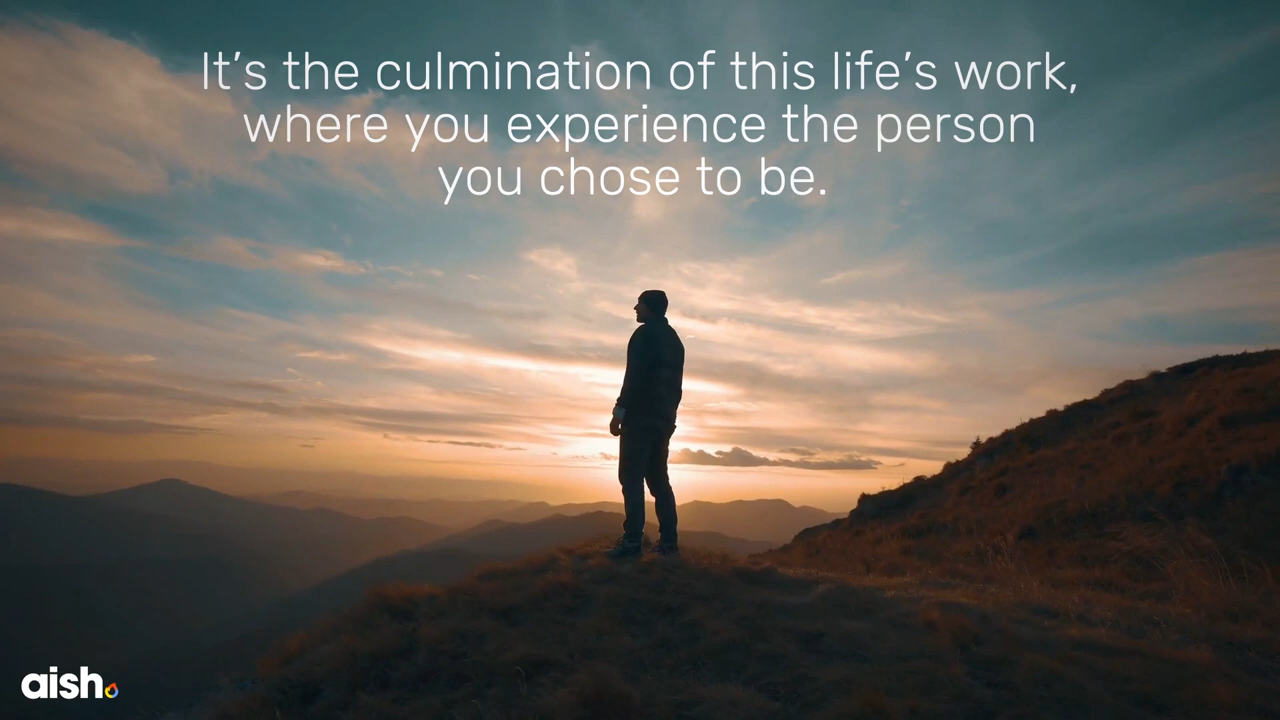 It’s the culmination of this life’s work,
where you experience the person
you chose to be.
aish.